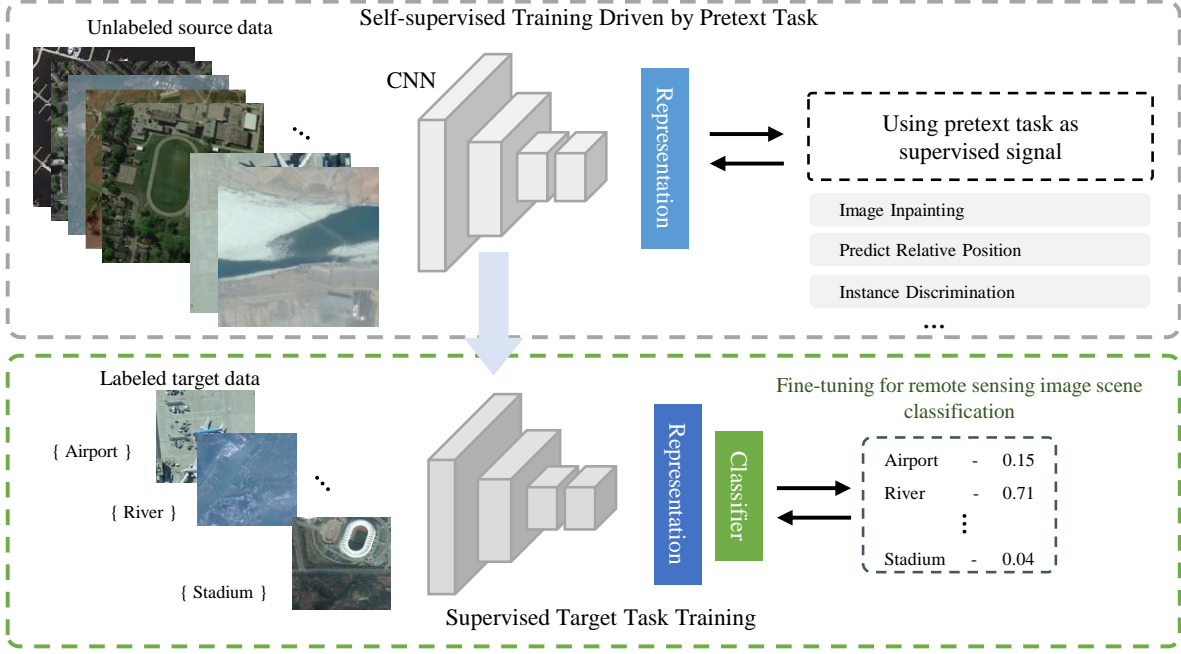 Self-supervised Training Driven by Pretext Task
Unlabeled source data
CNN
Representation
Using pretext task as
supervised signal
Image Inpainting
Predict Relative Position
Instance Discrimination
...
Labeled target data
{ Airport }
{ River }
{ Stadium }
Representation
Classifier
Fine-tuning for remote sensing image scene
classification
Airport - 0.15
River - 0.71
Stadium - 0.04
Supervised Target Task Training